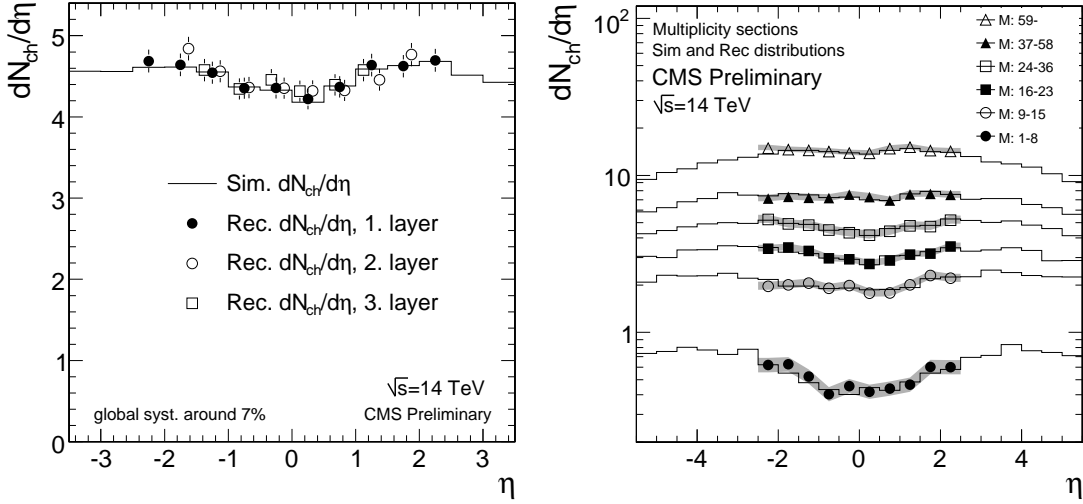 dN_ch/dη
5
4
3
2
1
0
Sim. dN_ch/dη
Rec. dN_ch/dη, 1. layer
Rec. dN_ch/dη, 2. layer
Rec. dN_ch/dη, 3. layer
√s=14 TeV
global syst. around 7%
CMS Preliminary
-3 -2 -1 0 1 2 3
η
dN_ch/dη
10²
10
1
Multiplicity sections
Sim and Rec distributions
CMS Preliminary
√s=14 TeV
M: 59-
M: 37-58
M: 24-36
M: 16-23
M: 9-15
M: 1-8
-4 -2 0 2 4
η